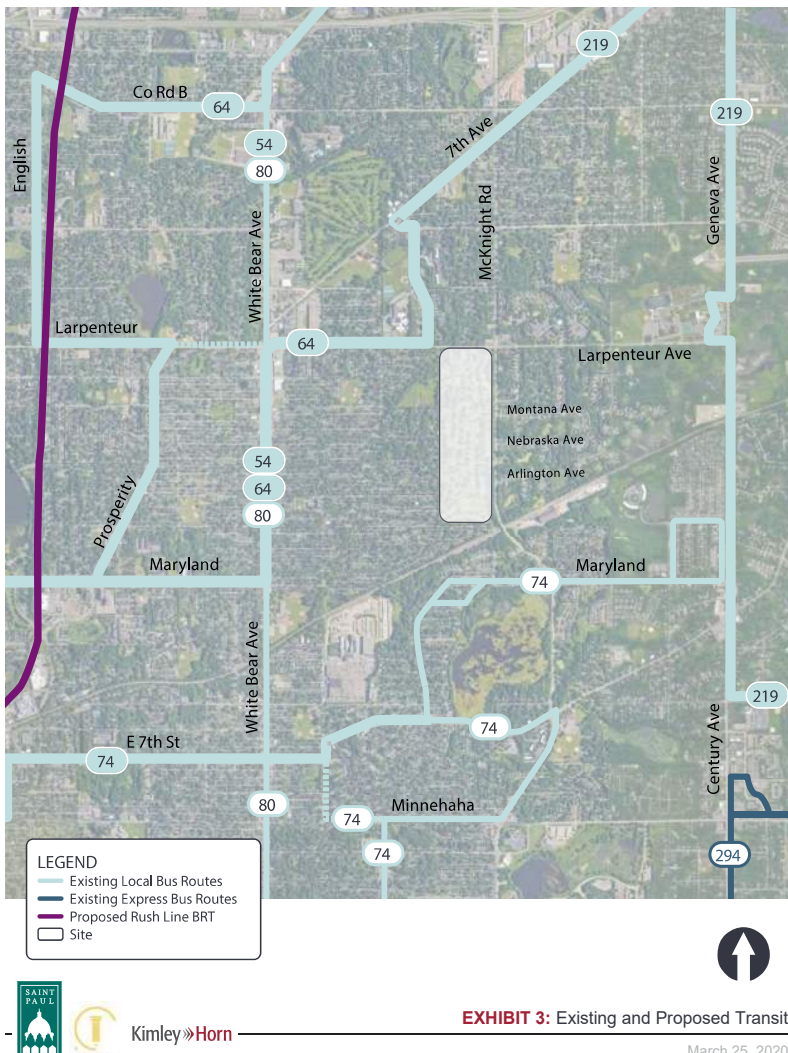 219
Co Rd B
64
219
54
80
7th Ave
English
White Bear Ave
McKnight Rd
Geneva Ave
Larpenteur
64
Larpenteur Ave
Montana Ave
Nebraska Ave
Arlington Ave
54
64
80
Prosperity
Maryland
Maryland
74
White Bear Ave
219
74
E 7th St
74
Century Ave
80
Minnehaha
74
74
294
LEGEND
Existing Local Bus Routes
Existing Express Bus Routes
Proposed Rush Line BRT
Site
SAINT
PAUL
Kimley»Horn
EXHIBIT 3: Existing and Proposed Transit
March 25, 2020